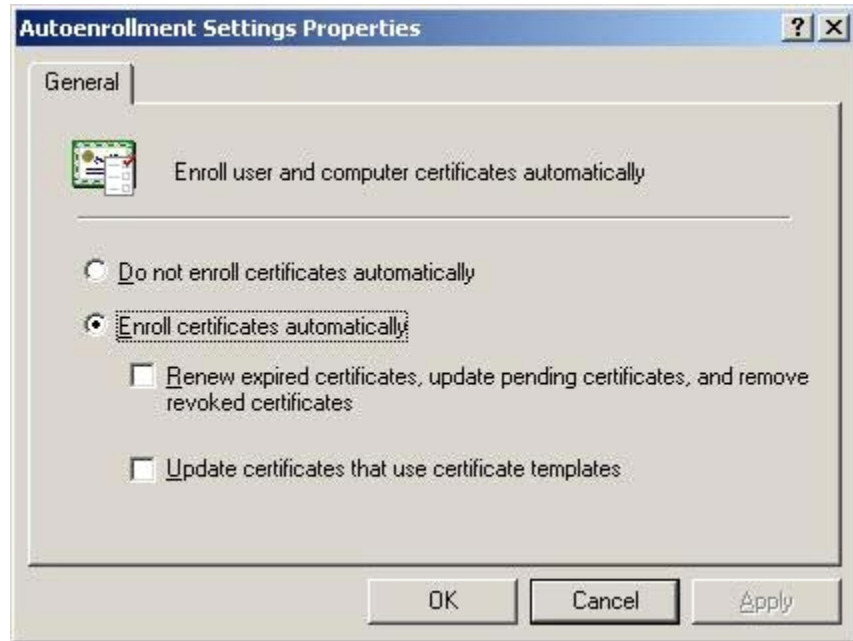 Autoenrollment Settings Properties
General
Enroll user and computer certificates automatically
Do not enroll certificates automatically
Enroll certificates automatically
Renew expired certificates, update pending certificates, and remove
revoked certificates
Update certificates that use certificate templates
OK Cancel Apply